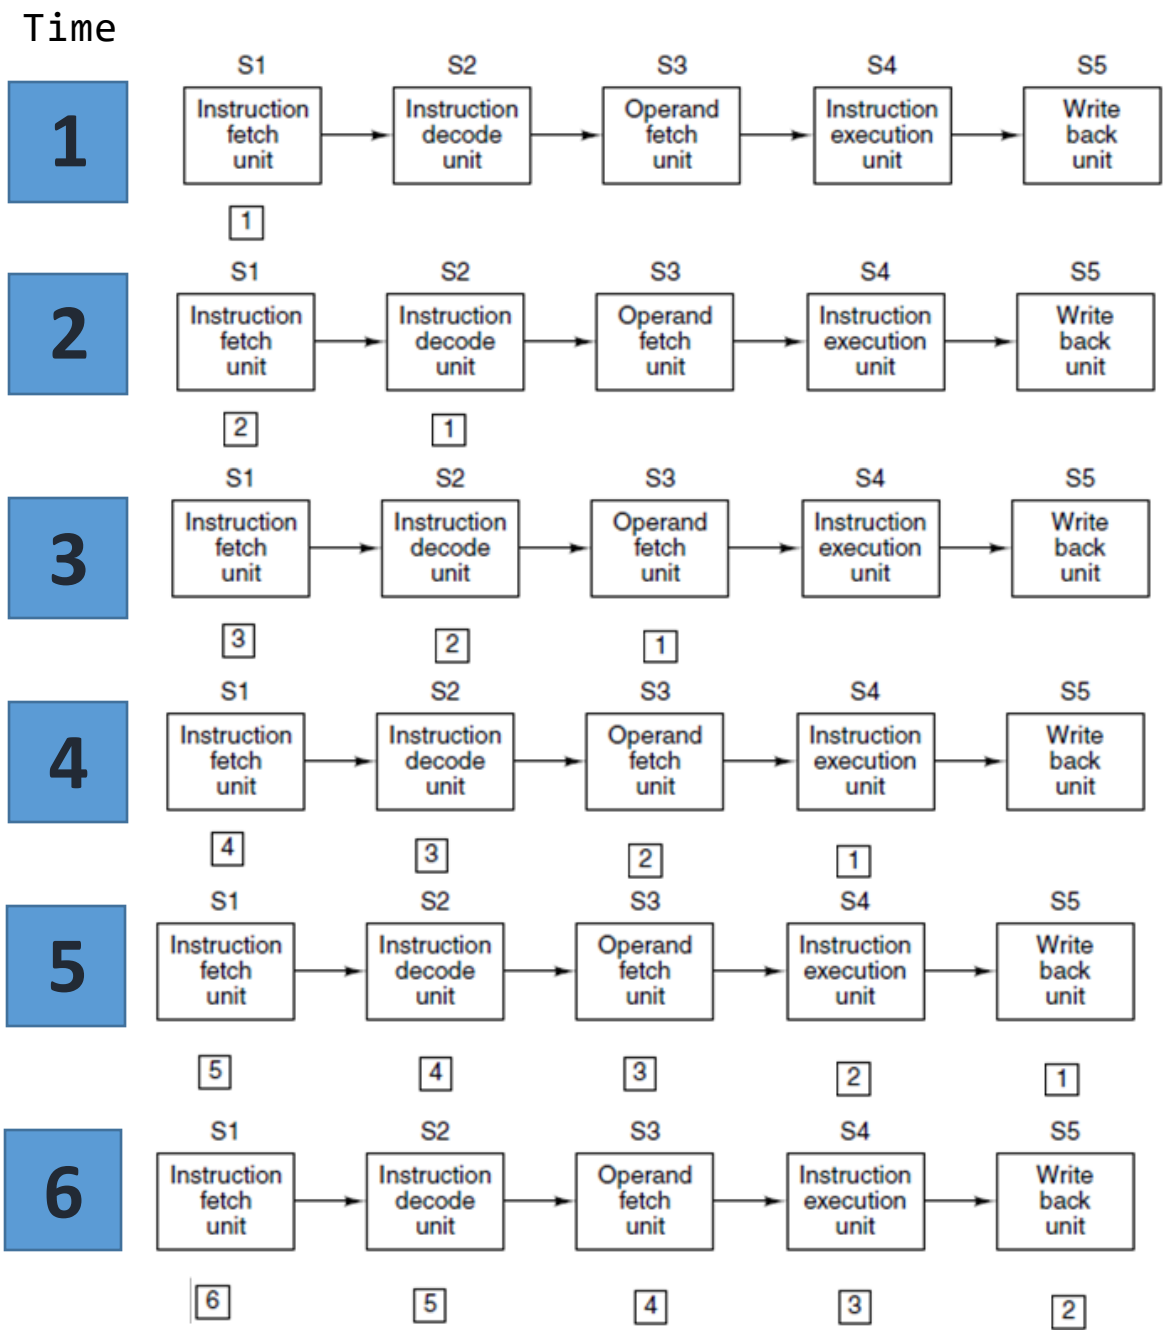 Time
S1 S2 S3 S4 S5
1
Instruction fetch unit
Instruction decode unit
Operand fetch unit
Instruction execution unit
Write back unit
1
S1 S2 S3 S4 S5
2
Instruction fetch unit
Instruction decode unit
Operand fetch unit
Instruction execution unit
Write back unit
2 1
S1 S2 S3 S4 S5
3
Instruction fetch unit
Instruction decode unit
Operand fetch unit
Instruction execution unit
Write back unit
3 2 1
S1 S2 S3 S4 S5
4
Instruction fetch unit
Instruction decode unit
Operand fetch unit
Instruction execution unit
Write back unit
4 3 2 1
S1 S2 S3 S4 S5
5
Instruction fetch unit
Instruction decode unit
Operand fetch unit
Instruction execution unit
Write back unit
5 4 3 2 1
S1 S2 S3 S4 S5
6
Instruction fetch unit
Instruction decode unit
Operand fetch unit
Instruction execution unit
Write back unit
6 5 4 3 2